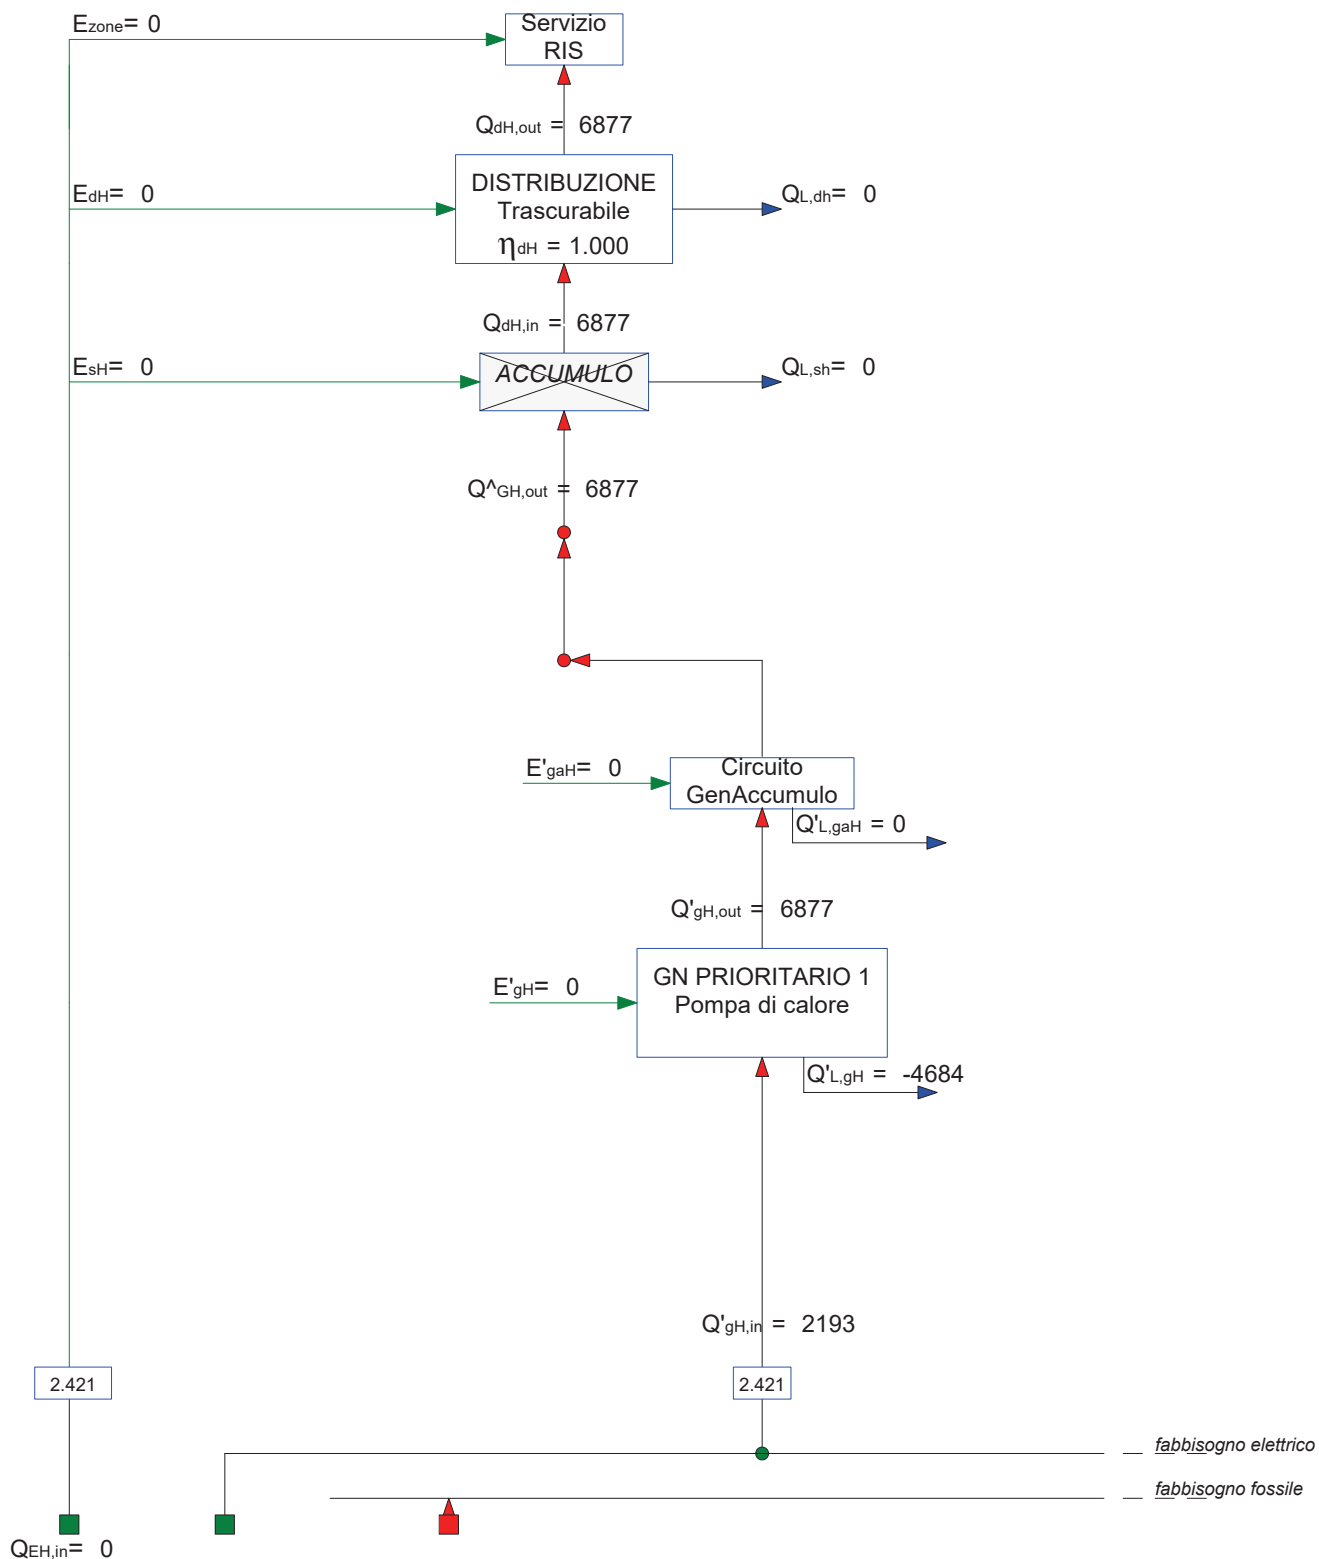 Ezone= 0
Servizio
RIS
QdH,out = 6877
EdH= 0
DISTRIBUZIONE
Trascurabile
ηdH = 1.000
QL,dh= 0
QdH,in = 6877
EsH= 0
ACCUMULO
QL,sh= 0
Q^GH,out = 6877
E'gaH= 0
Circuito
GenAccumulo
Q'L,gaH = 0
Q'gH,out = 6877
E'gH= 0
GN PRIORITARIO 1
Pompa di calore
Q'L,gH = -4684
Q'gH,in = 2193
2.421
2.421
fabbisogno elettrico
fabbisogno fossile
QEH,in= 0